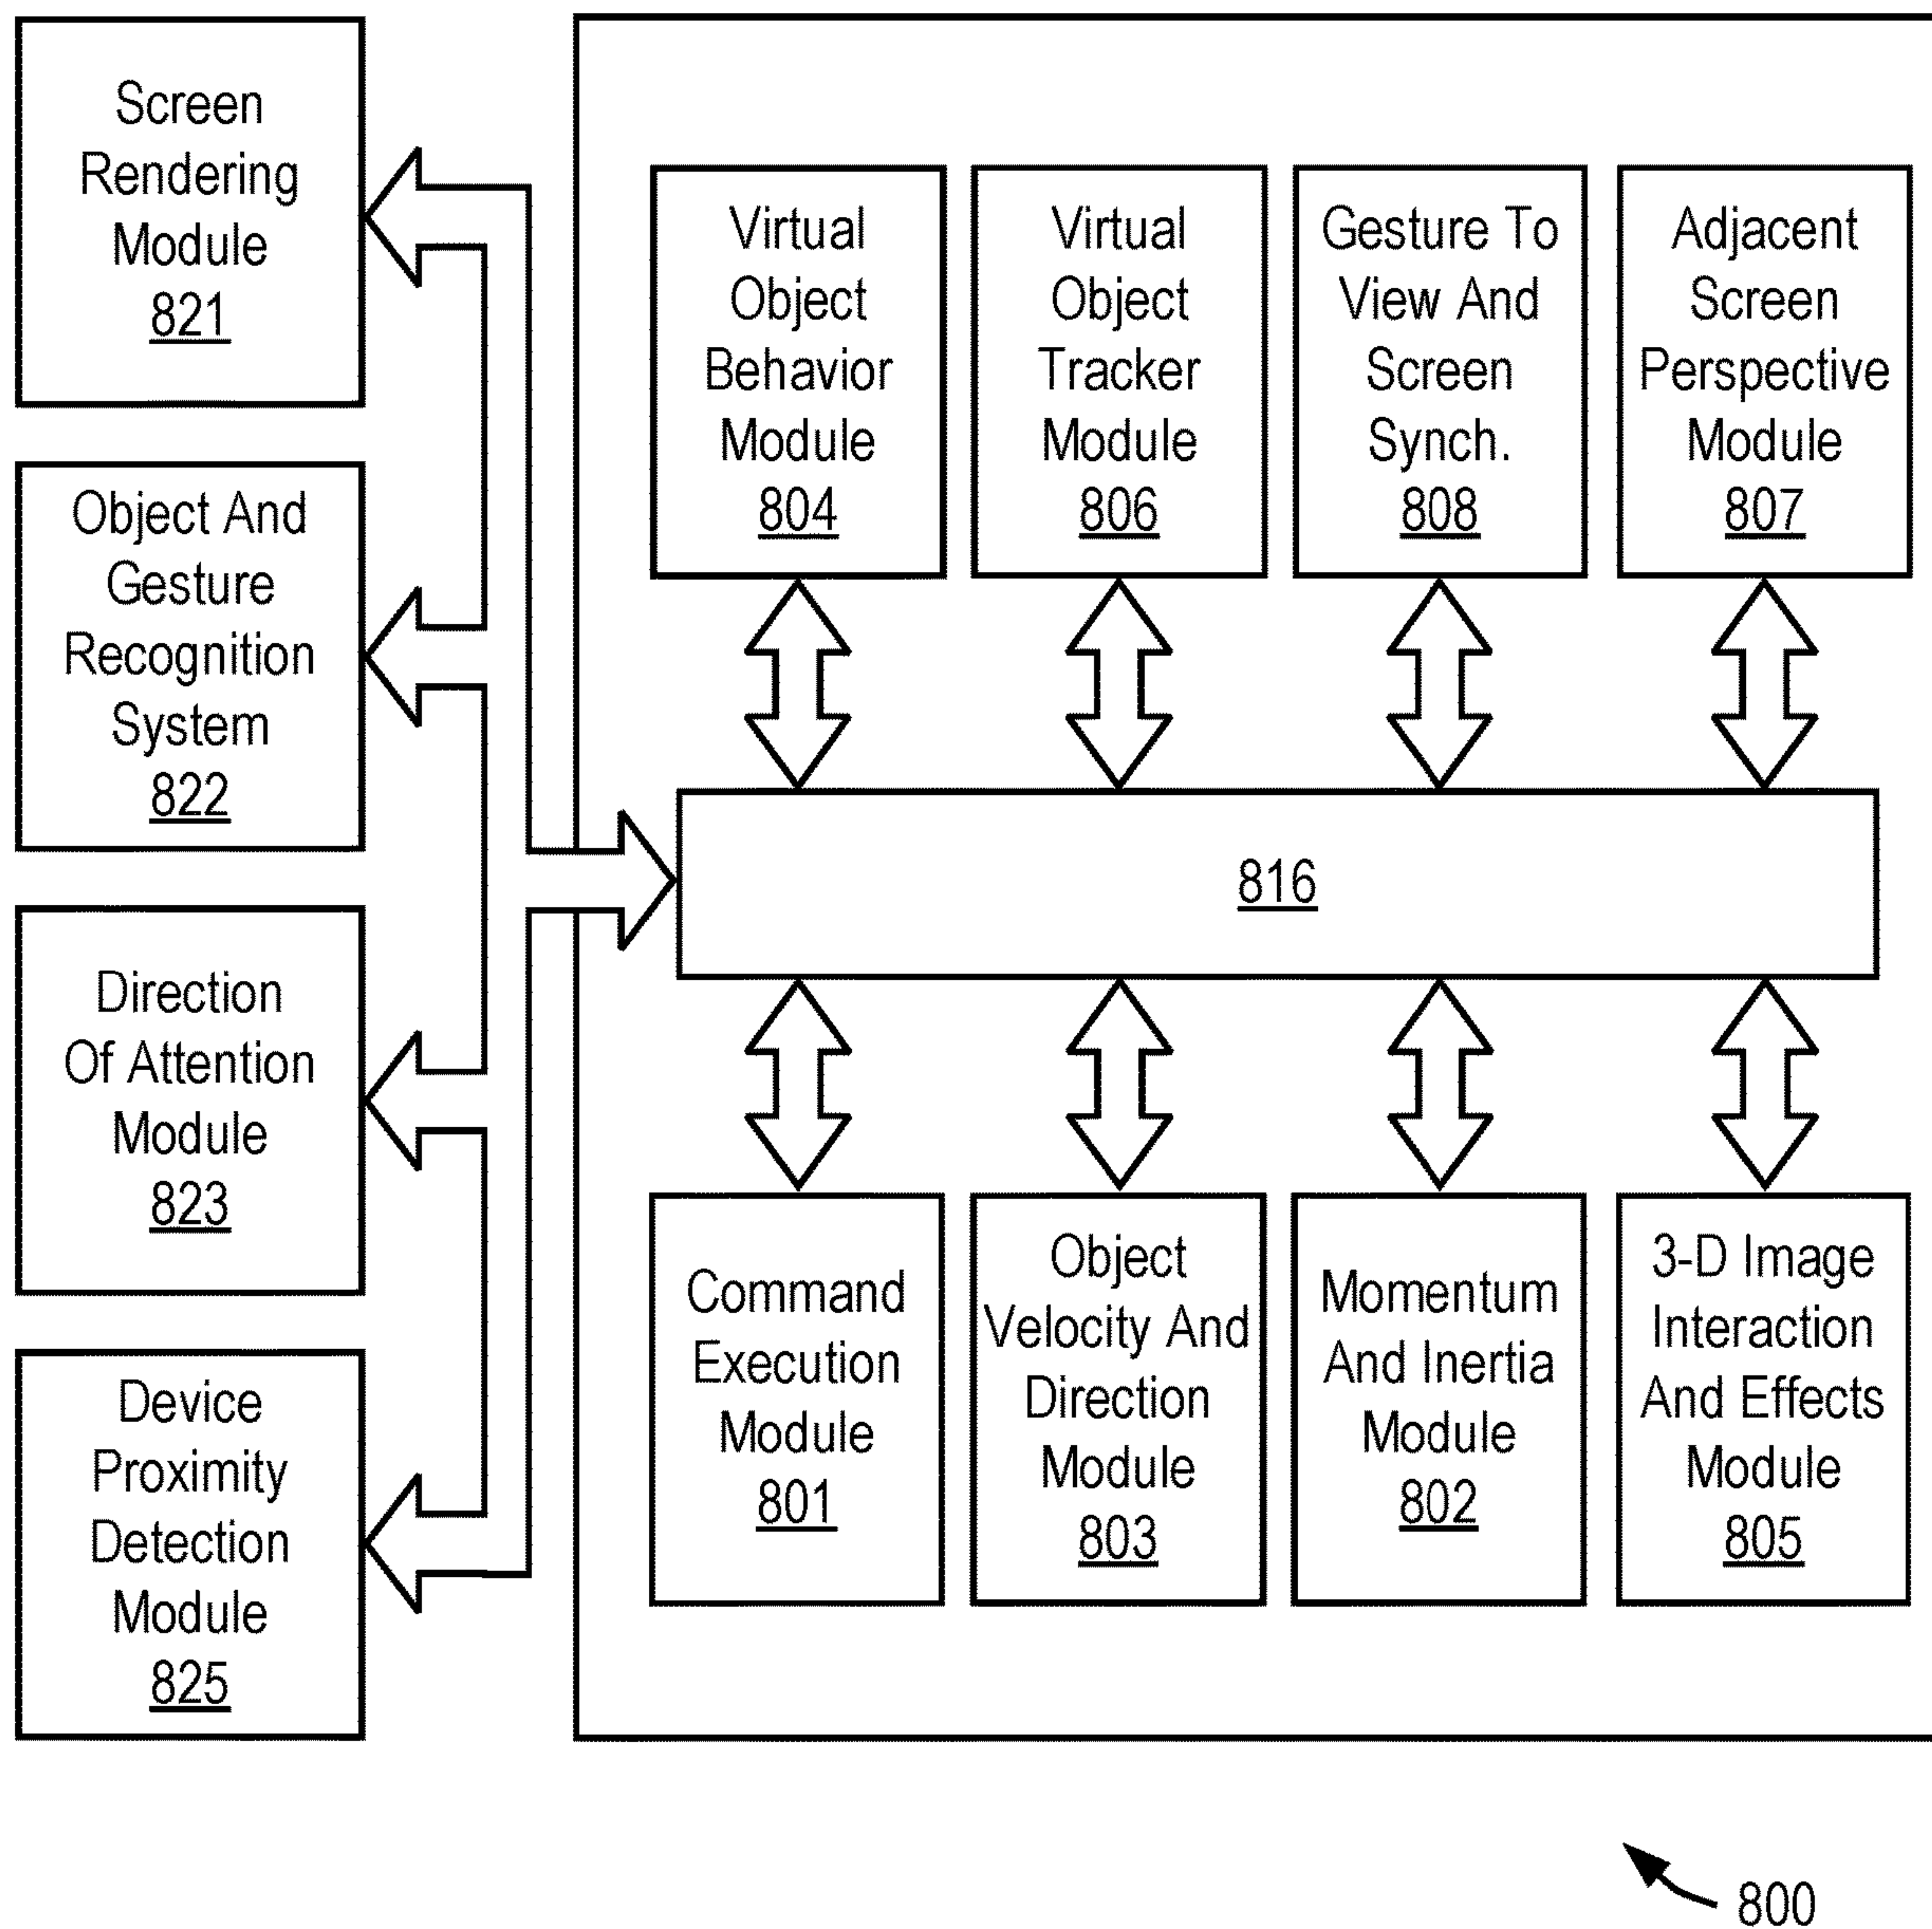 Screen
Rendering
Module
821
Object And
Gesture
Recognition
System
822
Direction
Of Attention
Module
823
Device
Proximity
Detection
Module
825
Virtual
Object
Behavior
Module
804
Virtual
Object
Tracker
Module
806
Gesture To
View And
Screen
Synch.
808
Adjacent
Screen
Perspective
Module
807
816
Command
Execution
Module
801
Object
Velocity And
Direction
Module
803
Momentum
And Inertia
Module
802
3-D Image
Interaction
And Effects
Module
805
800